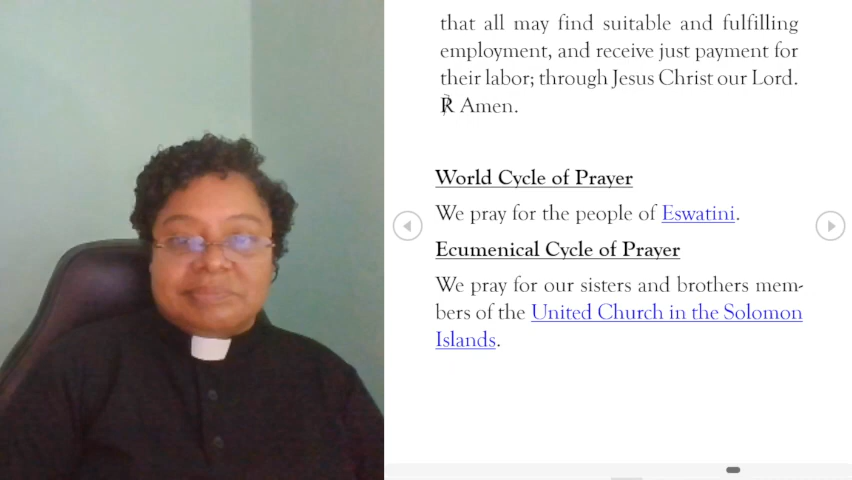 that all may find suitable and fulfilling
employment, and receive just payment for
their labor; through Jesus Christ our Lord.
℟ Amen.
World Cycle of Prayer
We pray for the people of Eswatini.
Ecumenical Cycle of Prayer
We pray for our sisters and brothers mem-
bers of the United Church in the Solomon
Islands.